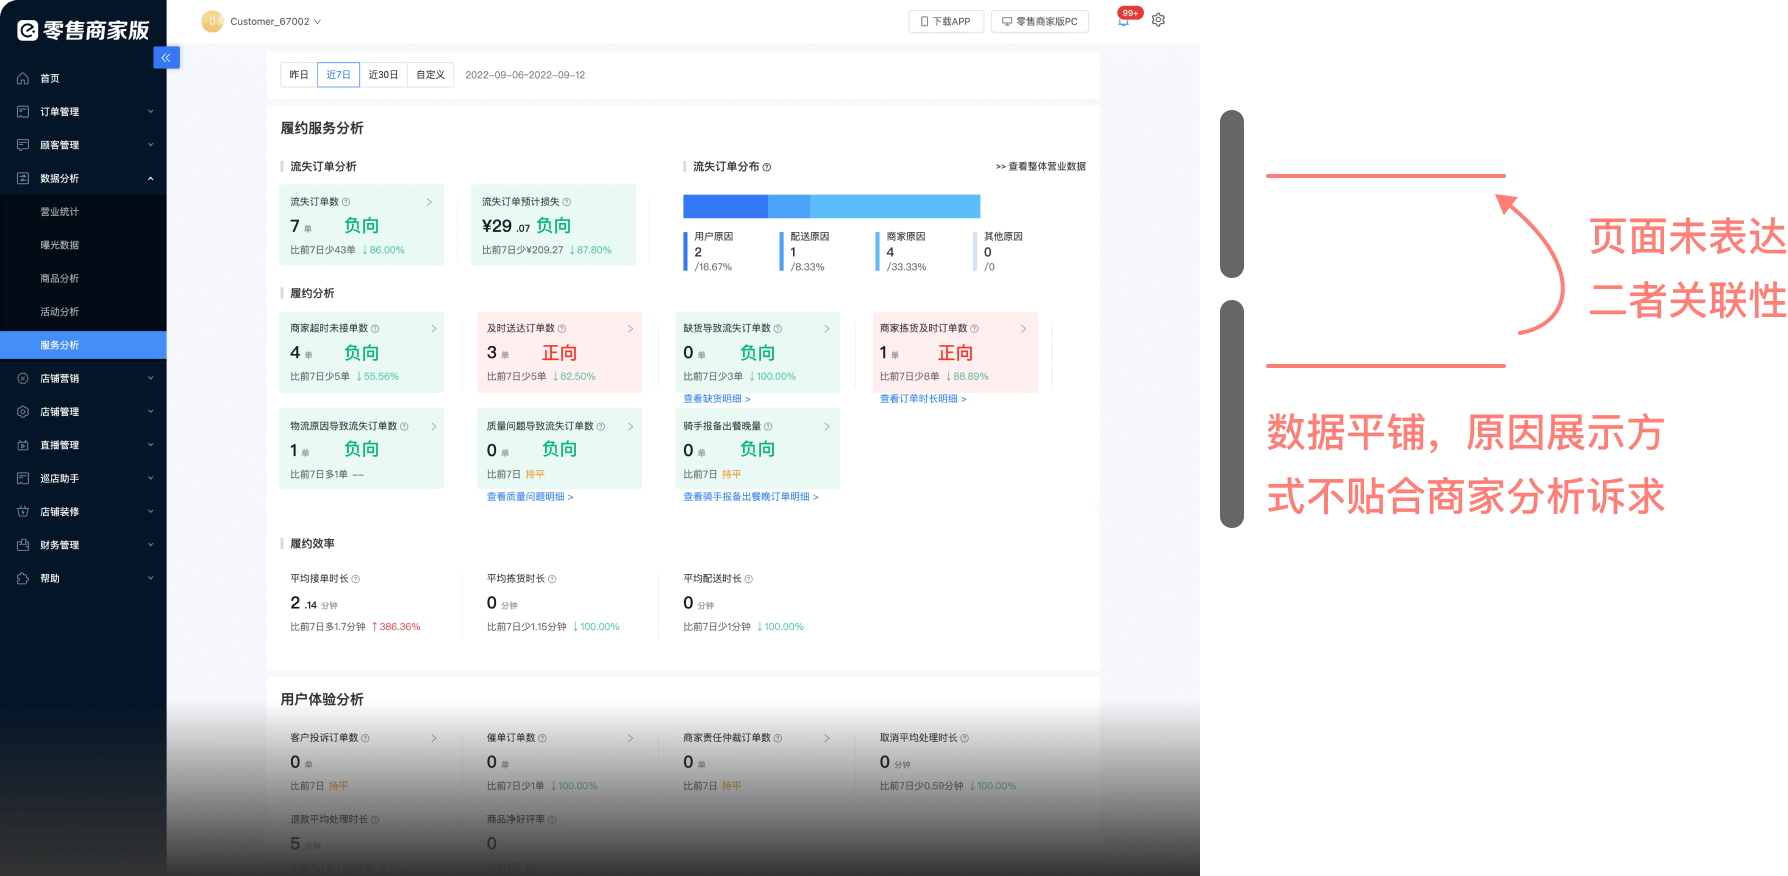 零售商家版
Customer_67002
下载APP
零售商家版PC
99+
首页
订单管理
顾客管理
数据分析
营业统计
曝光数据
商品分析
活动分析
服务分析
店铺营销
店铺管理
直播管理
巡店助手
店铺装修
财务管理
帮助
昨日 近7日 近30日 自定义 2022-09-06~2022-09-12
履约服务分析
流失订单分析
流失订单数
7 单 负向
比前7日少43单 ↓86.00%
流失订单预计损失
¥29 .07 负向
比前7日少¥209.27 ↓87.80%
流失订单分布
>> 查看整体营业数据
用户原因
2
/16.67%
配送原因
1
/8.33%
商家原因
4
/33.33%
其他原因
0
/0
履约分析
商家超时未接单数
4 单 负向
比前7日少5单 ↓55.56%
及时送达订单数
3 单 正向
比前7日少5单 ↓62.50%
缺货导致流失订单数
0 单 负向
比前7日少3单 ↓100.00%
查看缺货明细 >
商家拣货及时订单数
1 单 正向
比前7日少8单 ↓88.89%
查看订单时长明细 >
物流原因导致流失订单数
1 单 负向
比前7日多1单 --
质量问题导致流失订单数
0 单 负向
比前7日 持平
查看质量问题明细 >
骑手报备出餐晚量
0 单 负向
比前7日 持平
查看骑手报备出餐晚订单明细 >
履约效率
平均接单时长
2 .14 分钟
比前7日多1.7分钟 ↑386.36%
平均拣货时长
0 分钟
比前7日少1.15分钟 ↓100.00%
平均配送时长
0 分钟
比前7日少1分钟 ↓100.00%
用户体验分析
客户投诉订单数
0 单
比前7日 持平
催单订单数
0 单
比前7日少1单 ↓100.00%
商家责任仲裁订单数
0 单
比前7日 持平
取消平均处理时长
0 分钟
比前7日少0.59分钟 ↓100.00%
退款平均处理时长
5 分钟
商品净好评率
0
页面未表达
二者关联性
数据平铺，原因展示方
式不贴合商家分析诉求